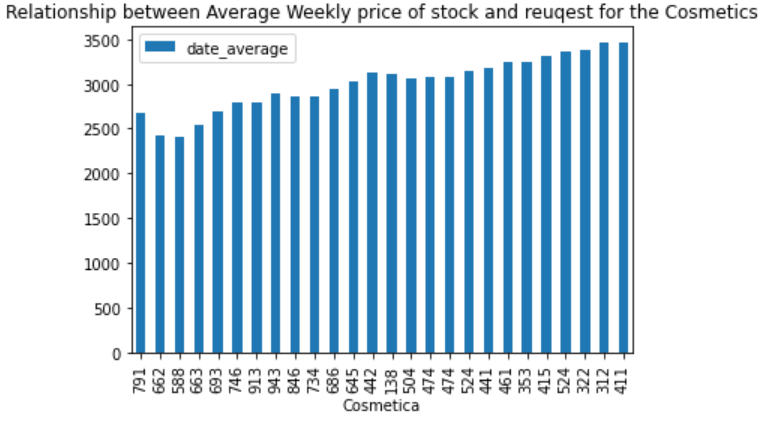 Relationship between Average Weekly price of stock and reuqest for the Cosmetics
date_average
3500
3000
2500
2000
1500
1000
500
0
791 662 588 663 693 746 913 943 846 734 686 645 442 138 504 474 474 524 441 461 353 415 524 322 312 411
Cosmetica